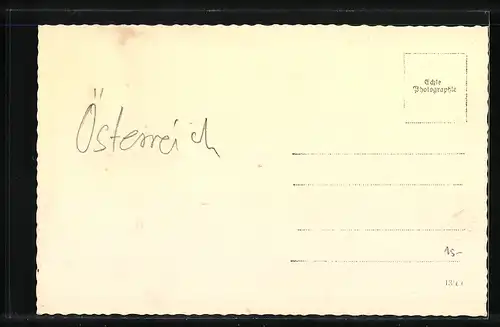 Echte
Photographie
Österreich
15.-